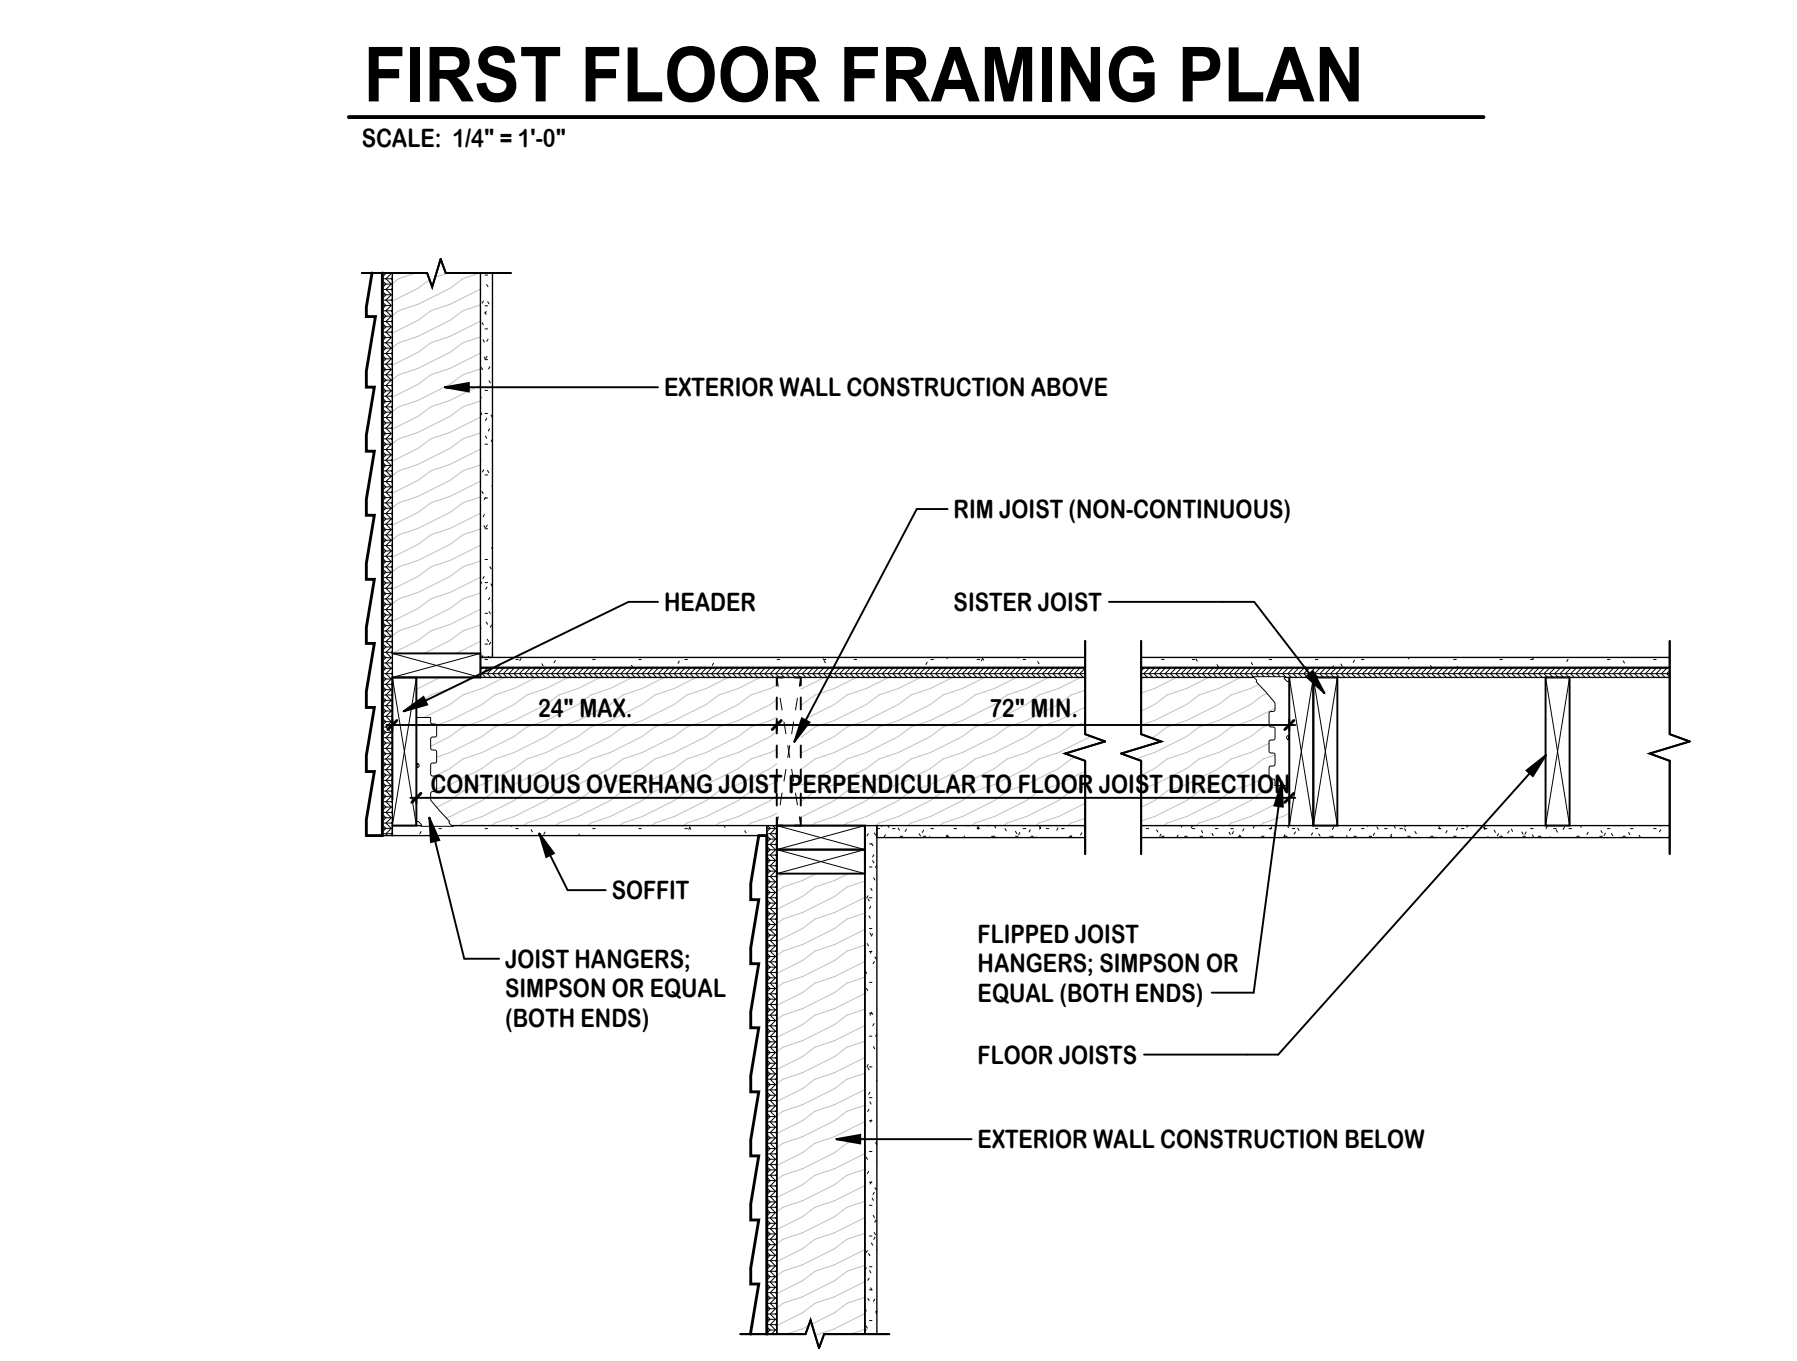 FIRST FLOOR FRAMING PLAN
SCALE: 1/4" = 1'-0"
EXTERIOR WALL CONSTRUCTION ABOVE
RIM JOIST (NON-CONTINUOUS)
HEADER
SISTER JOIST
24" MAX.
72" MIN.
CONTINUOUS OVERHANG JOIST PERPENDICULAR TO FLOOR JOIST DIRECTION
SOFFIT
JOIST HANGERS;
SIMPSON OR EQUAL
(BOTH ENDS)
FLIPPED JOIST
HANGERS; SIMPSON OR
EQUAL (BOTH ENDS)
FLOOR JOISTS
EXTERIOR WALL CONSTRUCTION BELOW